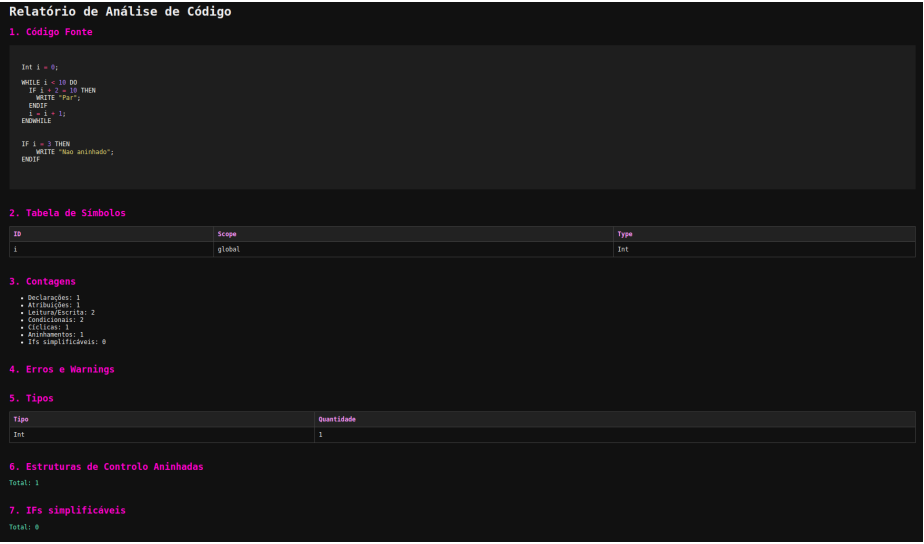 Relatório de Análise de Código
1. Código Fonte
Int i = 0;
WHILE i < 10 DO
IF i + 2 = 10 THEN
WRITE "Par";
ENDIF
i = i + 1;
ENDWHILE
IF i = 3 THEN
WRITE "Nao aninhado";
ENDIF
2. Tabela de Símbolos
ID Scope Type
i global Int
3. Contagens
• Declarações: 1
• Atribuições: 1
• Leitura/Escrita: 2
• Condicionais: 2
• Cíclicas: 1
• Aninhamentos: 1
• Ifs simplificáveis: 0
4. Erros e Warnings
5. Tipos
Tipo Quantidade
Int 1
6. Estruturas de Controlo Aninhadas
Total: 1
7. IFs simplificáveis
Total: 0